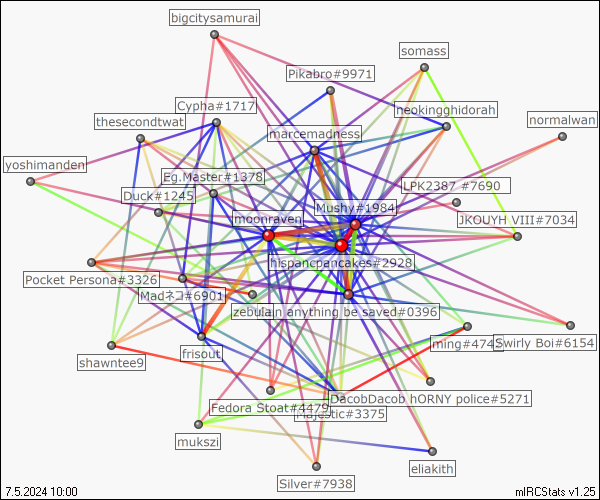 bigcitysamurai
somass
Pikabro#9971
Cypha#1717
neokingghidorah
thesecondtwat
normalwan
marcemadness
yoshimanden
Eg.Master#1378
LPK2387 #7690
Duck#1245
Mushy#1984
moonraven
JKOUYH VIII#7034
hispancpancakes#2928
Pocket Persona#3326
Madネコ#6901
zebulain anything be saved#0396
ming#474
Swirly Boi#6154
frisout
shawntee9
DacobDacob hORNY police#5271
Fedora Stoat#4479
Majestic#3375
mukszi
eliakith
Silver#7938
7.5.2024 10:00
mIRCStats v1.25